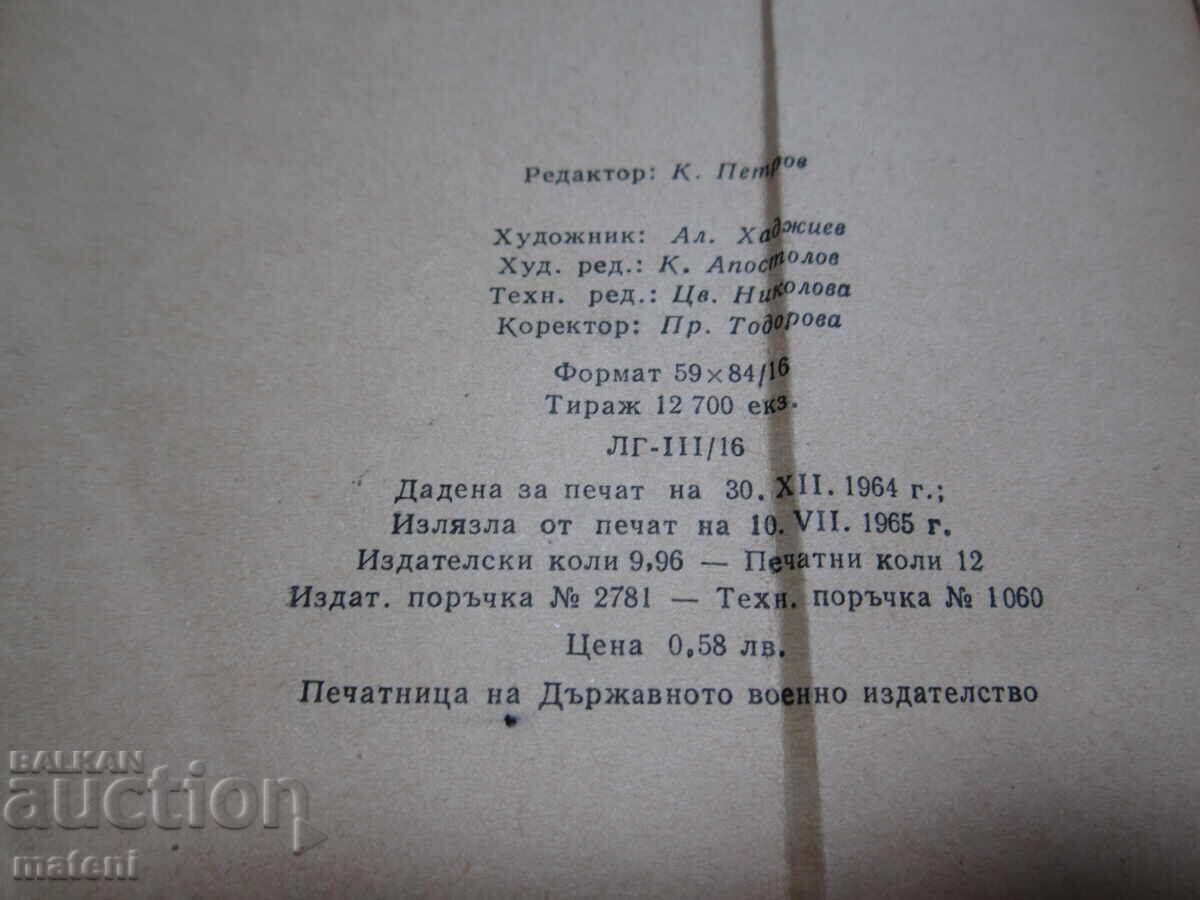 Редактор: К. Петров
Художник: Ал. Хаджиев
Худ. ред.: К. Апостолов
Техн. ред.: Цв. Николова
Коректор: Пр. Тодорова
Формат 59×84/16
Тираж 12 700 екз.
ЛГ-III/16
Дадена за печат на 30. XII. 1964 г.;
Излязла от печат на 10. VII. 1965 г.
Издателски коли 9,96 — Печатни коли 12
Издат. поръчка № 2781 — Техн. поръчка № 1060
Цена 0,58 лв.
Печатница на Държавното военно издателство
BALKAN
auction
mateni